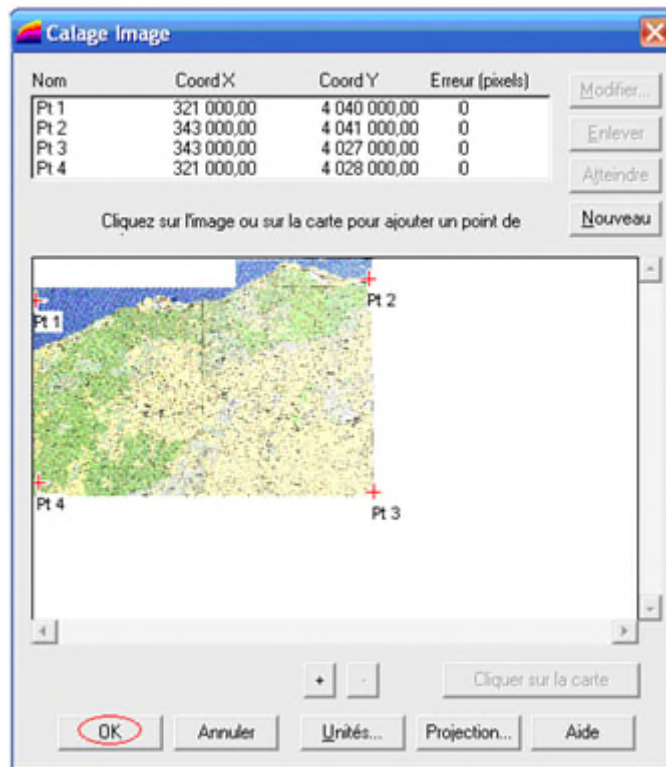 Calage Image
Nom Coord X Coord Y Erreur (pixels)
Pt 1 321 000,00 4 040 000,00 0
Pt 2 343 000,00 4 041 000,00 0
Pt 3 343 000,00 4 027 000,00 0
Pt 4 321 000,00 4 028 000,00 0
Modifier...
Enlever
Atteindre
Nouveau
Cliquez sur l'image ou sur la carte pour ajouter un point de
Pt 1
Pt 2
Pt 4
Pt 3
+ -
Cliquer sur la carte
OK Annuler Unités... Projection... Aide